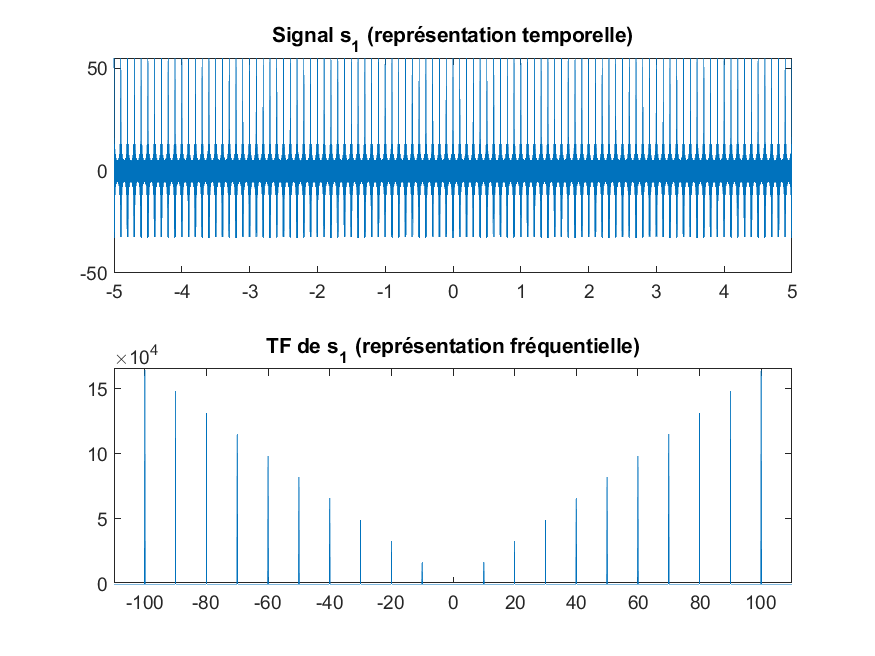 Signal s₁ (représentation temporelle)
50
0
-50
-5 -4 -3 -2 -1 0 1 2 3 4 5
TF de s₁ (représentation fréquentielle)
×10⁴
15
10
5
0
-100 -80 -60 -40 -20 0 20 40 60 80 100